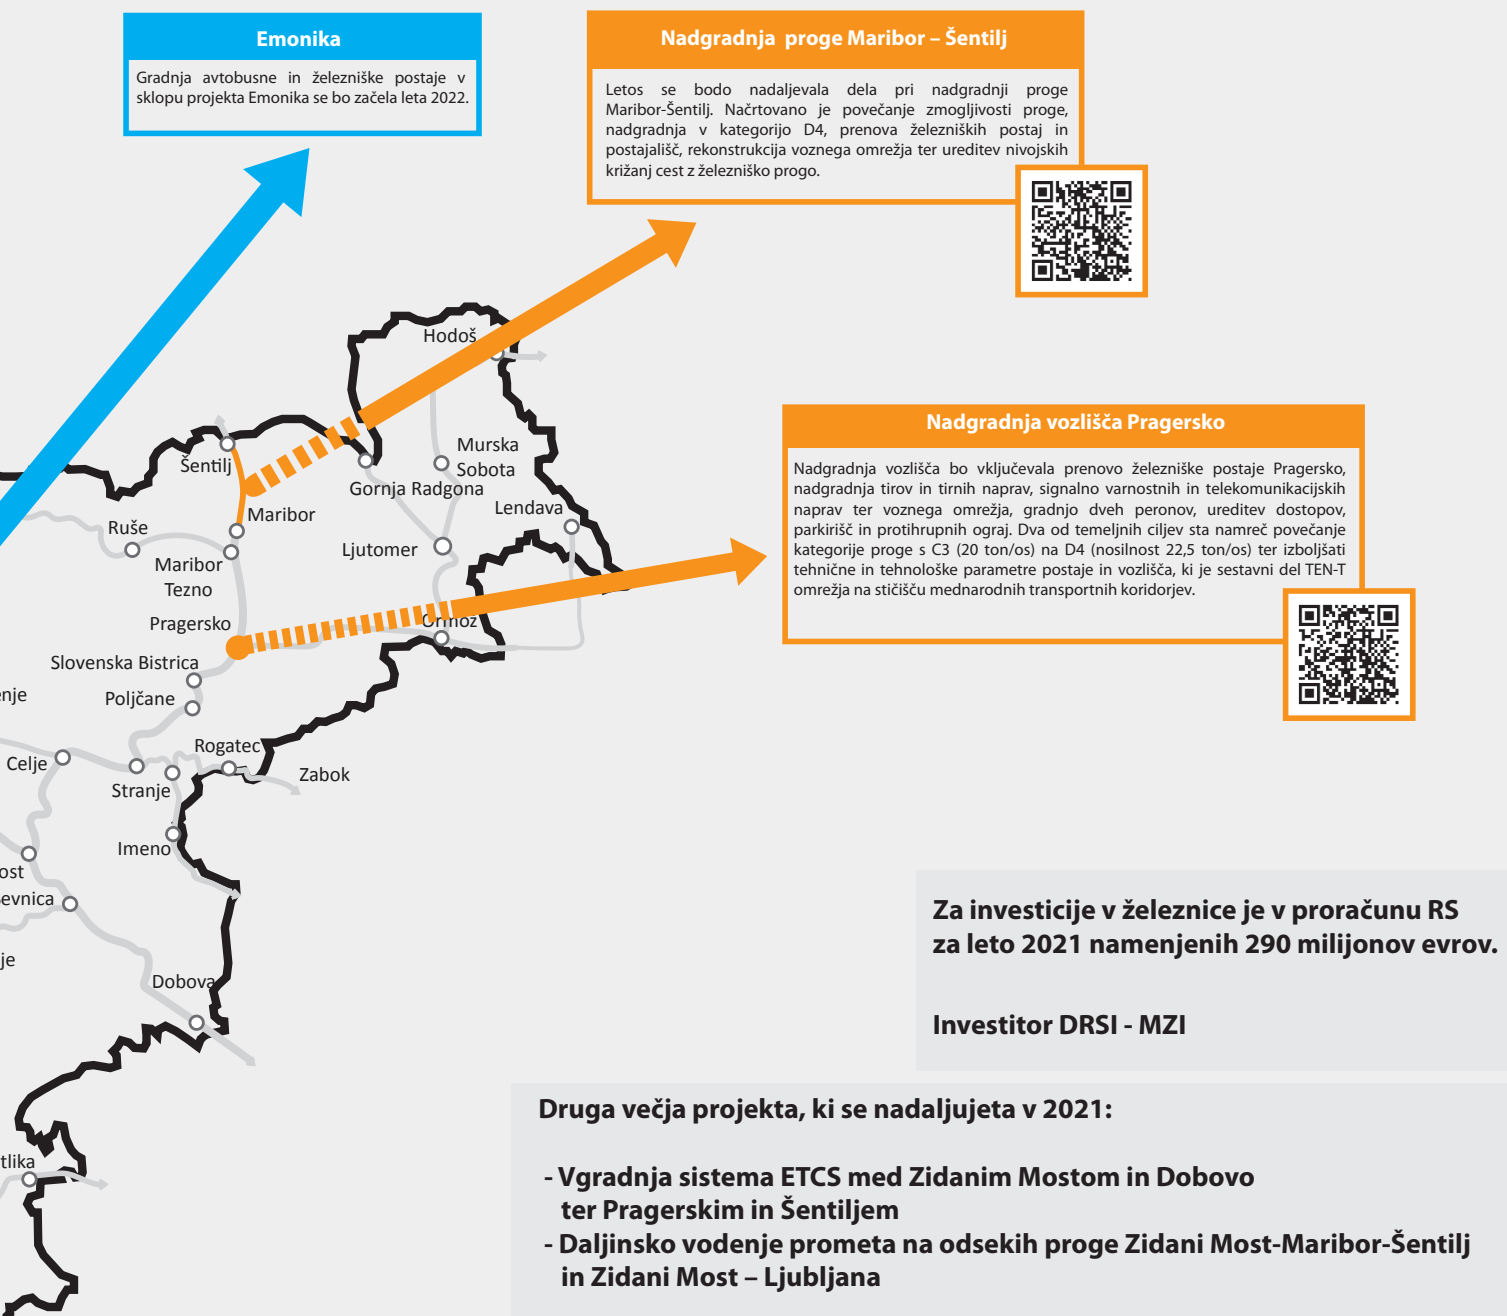 Emonika
Gradnja avtobusne in železniške postaje v
sklopu projekta Emonika se bo začela leta 2022.
Nadgradnja proge Maribor – Šentilj
Letos se bodo nadaljevala dela pri nadgradnji proge
Maribor-Šentilj. Načrtovano je povečanje zmogljivosti proge,
nadgradnja v kategorijo D4, prenova železniških postaj in
postajališč, rekonstrukcija voznega omrežja ter ureditev nivojskih
križanj cest z železniško progo.
Hodoš
Nadgradnja vozlišča Pragersko
Nadgradnja vozlišča bo vključevala prenovo železniške postaje Pragersko,
nadgradnja tirov in tirnih naprav, signalno varnostnih in telekomunikacijskih
naprav ter voznega omrežja, gradnjo dveh peronov, ureditev dostopov,
parkirišč in protihrupnih ograj. Dva od temeljnih ciljev sta namreč povečanje
kategorije proge s C3 (20 ton/os) na D4 (nosilnost 22,5 ton/os) ter izboljšati
tehnične in tehnološke parametre postaje in vozlišča, ki je sestavni del TEN-T
omrežja na stičišču mednarodnih transportnih koridorjev.
Šentilj
Murska
Sobota
Gornja Radgona
Lendava
Maribor
Ruše
Ljutomer
Maribor
Tezno
Pragersko
Ormož
Slovenska Bistrica
enje
Poljčane
Rogatec
Celje
Zabok
Stranje
Imeno
ost
evnica
je
Dobova
tlika
Za investicije v železnice je v proračunu RS
za leto 2021 namenjenih 290 milijonov evrov.
Investitor DRSI - MZI
Druga večja projekta, ki se nadaljujeta v 2021:
- Vgradnja sistema ETCS med Zidanim Mostom in Dobovo
ter Pragerskim in Šentiljem
- Daljinsko vodenje prometa na odsekih proge Zidani Most-Maribor-Šentilj
in Zidani Most – Ljubljana